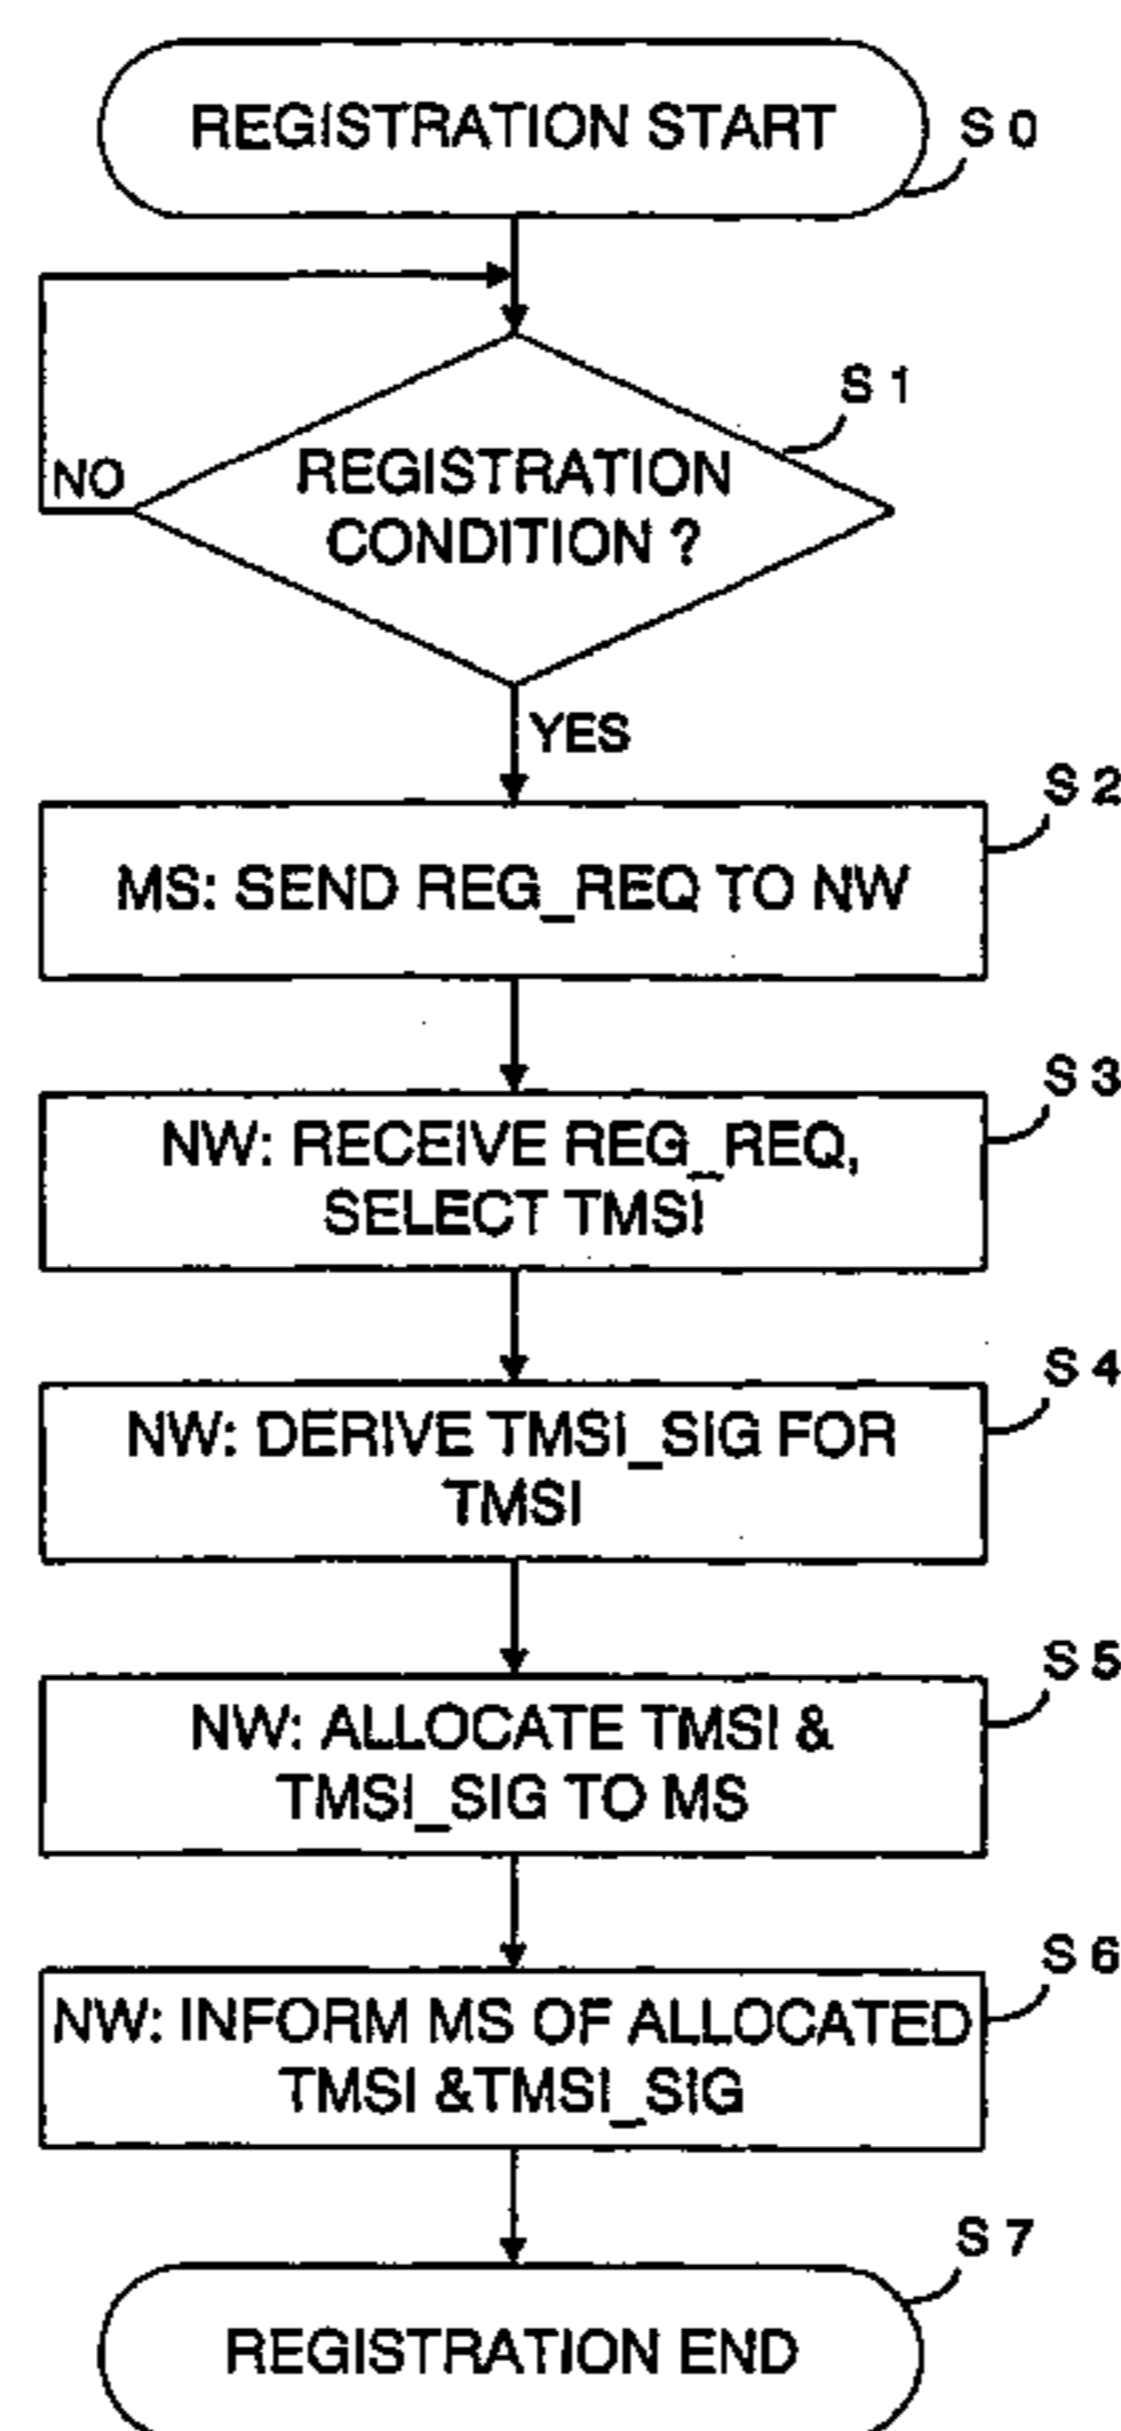 REGISTRATION START
S 0
S 1
REGISTRATION
CONDITION ?
NO
YES
S 2
MS: SEND REG_REQ TO NW
S 3
NW: RECEIVE REG_REQ,
SELECT TMSI
S 4
NW: DERIVE TMSI_SIG FOR
TMSI
S 5
NW: ALLOCATE TMSI &
TMSI_SIG TO MS
S 6
NW: INFORM MS OF ALLOCATED
TMSI &TMSI_SIG
S 7
REGISTRATION END